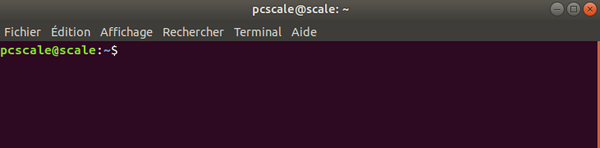 pcscale@scale: ~
Fichier Édition Affichage Rechercher Terminal Aide
pcscale@scale:~$